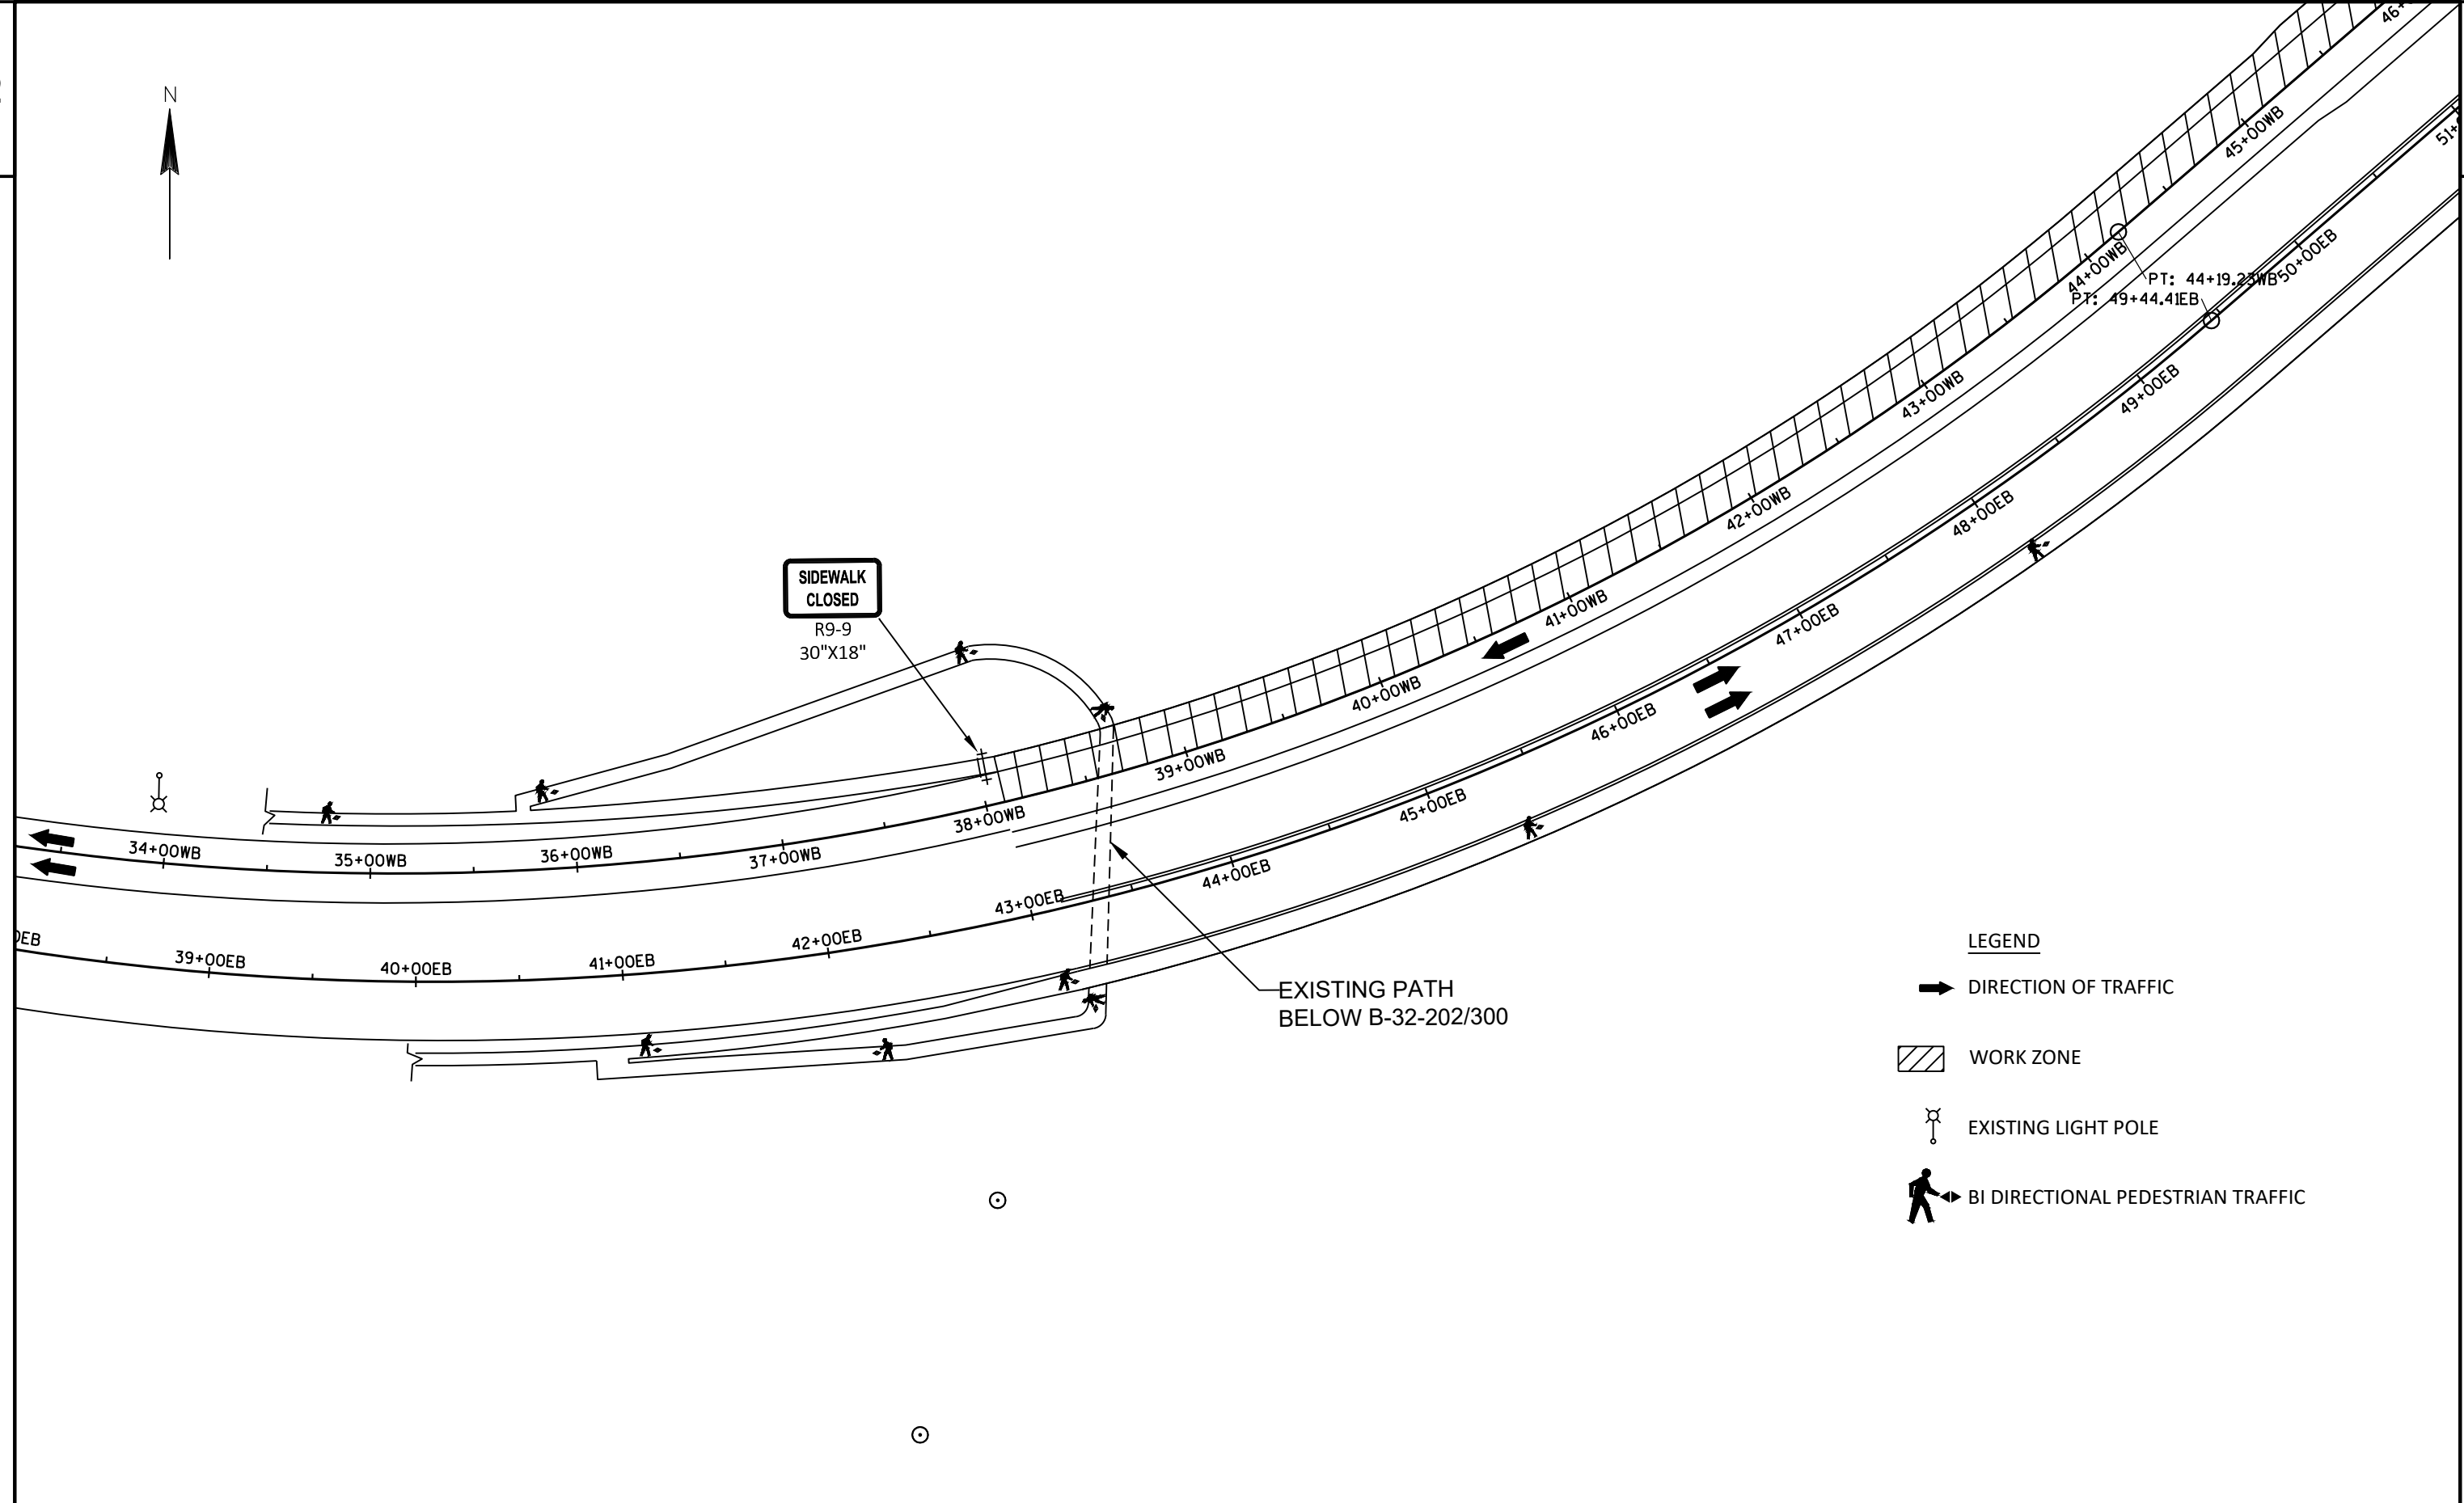 N
46+
45+00WB
51+
44+00WB
PT: 44+19.23WB
50+00EB
PT: 49+44.41EB
43+00WB
49+00EB
42+00WB
48+00EB
SIDEWALK
CLOSED
R9-9
30"X18"
41+00WB
47+00EB
40+00WB
46+00EB
39+00WB
45+00EB
38+00WB
34+00WB
35+00WB
36+00WB
37+00WB
44+00EB
43+00EB
42+00EB
EB
39+00EB
40+00EB
41+00EB
EXISTING PATH
BELOW B-32-202/300
LEGEND
DIRECTION OF TRAFFIC
WORK ZONE
EXISTING LIGHT POLE
BI DIRECTIONAL PEDESTRIAN TRAFFIC